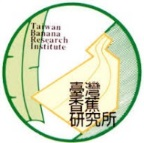 Taiwan
Banana
Research
Institute
臺灣
香蕉
研究所